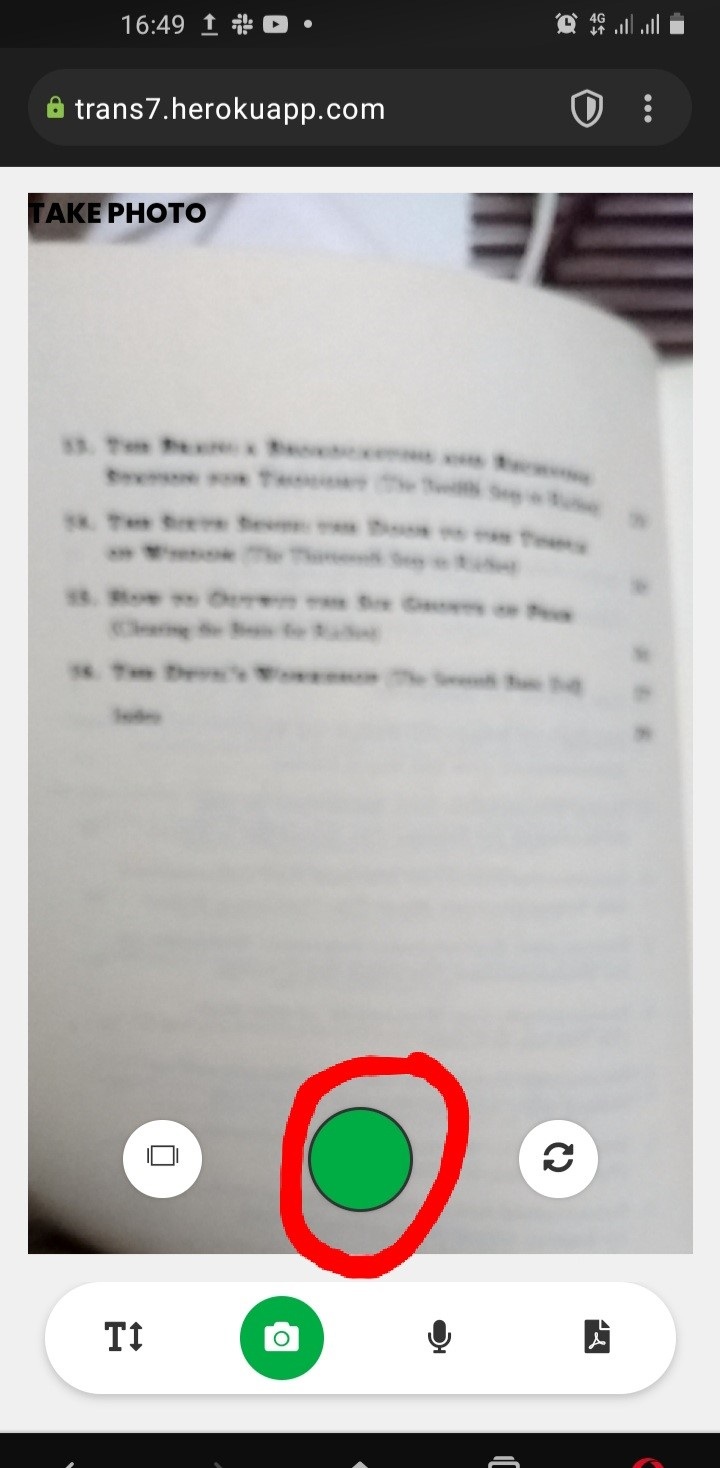 16:49
4G
trans7.herokuapp.com
TAKE PHOTO
13. THE BRAIN: A BROADCASTING AND RECEIVING
STATION FOR THOUGHT (The Twelfth Step to Riches)
14. THE SIXTH SENSE: THE DOOR TO THE TEMPLE
OF WISDOM (The Thirteenth Step to Riches)
15. HOW TO OUTWIT THE SIX GHOSTS OF FEAR
(Clearing the Brain for Riches)
16. THE DEVIL'S WORKSHOP (The Seventh Basic Evil)
Index
T